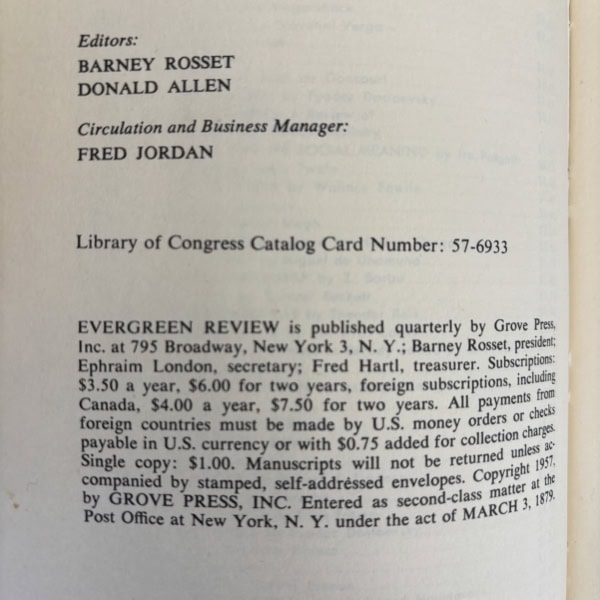 Editors:
BARNEY ROSSET
DONALD ALLEN
Circulation and Business Manager:
FRED JORDAN
Library of Congress Catalog Card Number: 57-6933
EVERGREEN REVIEW is published quarterly by Grove Press,
Inc. at 795 Broadway, New York 3, N. Y.; Barney Rosset, president;
Ephraim London, secretary; Fred Hartl, treasurer. Subscriptions:
$3.50 a year, $6.00 for two years, foreign subscriptions, including
Canada, $4.00 a year, $7.50 for two years. All payments from
foreign countries must be made by U.S. money orders or checks
payable in U.S. currency or with $0.75 added for collection charges.
Single copy: $1.00. Manuscripts will not be returned unless ac-
companied by stamped, self-addréssed envelopes. Copyright 1957,
by GROVE PRESS, INC. Entered as second-class matter at the
Post Office at New York, N. Y. under the act of MARCH 3, 1879.